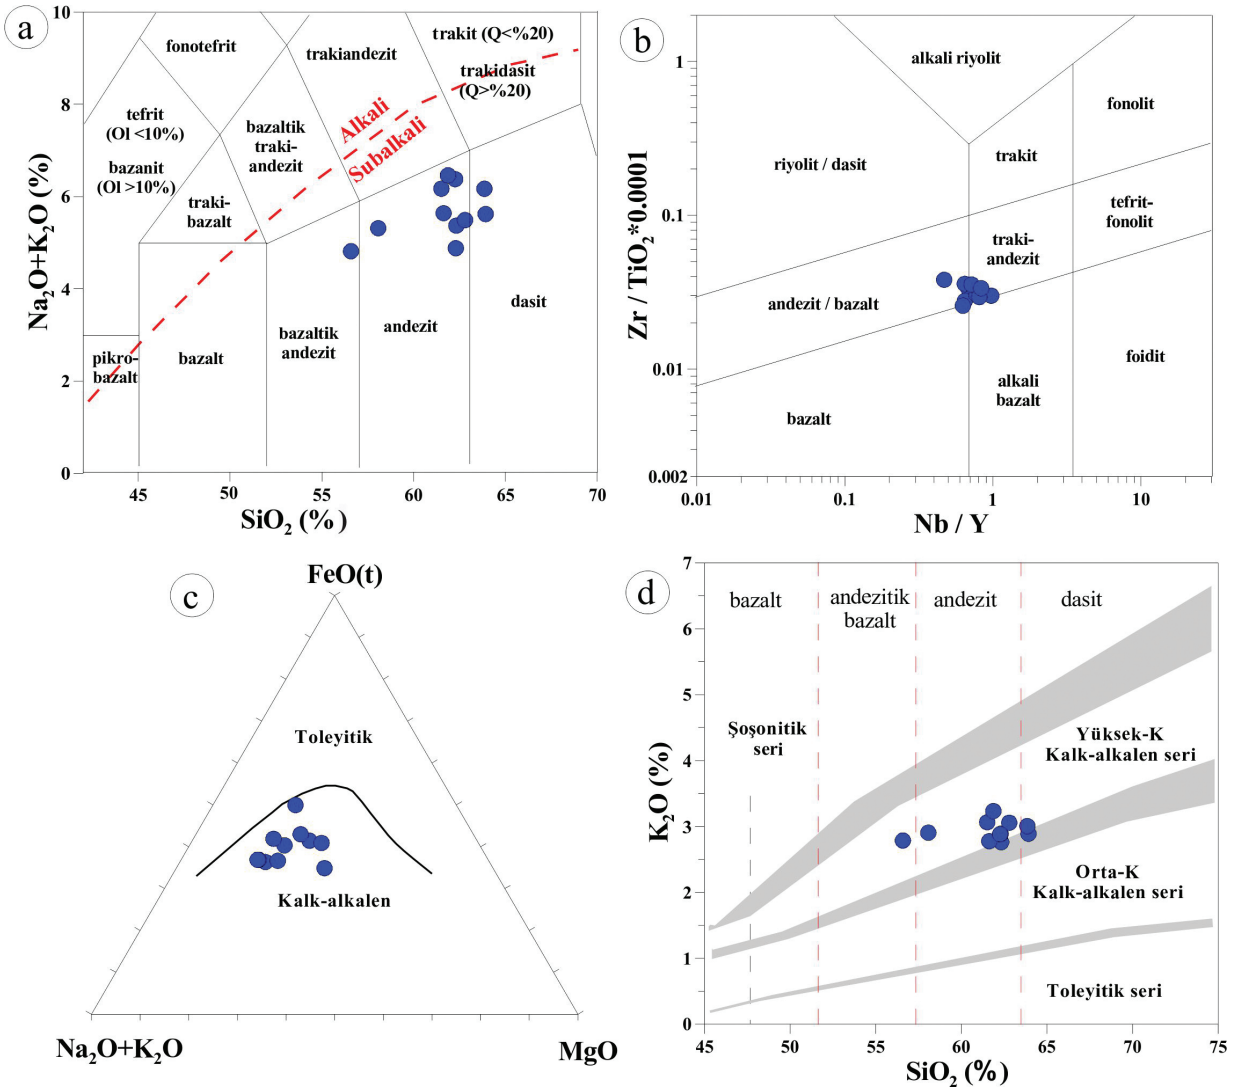 a
10
8
6
4
2
0
Na₂O+K₂O (%)
45
50
55
60
65
70
SiO₂ (%)
fonotefrit
trakiandezit
trakit (Q<%20)
trakidasit
(Q>%20)
tefrit
(Ol <10%)
bazanit
(Ol >10%)
bazaltik
traki-
andezit
traki-
bazalt
Alkali
Subalkali
pikro-
bazalt
bazalt
bazaltik
andezit
andezit
dasit
b
1
0.1
0.01
0.002
Zr / TiO₂*0.0001
0.01
0.1
1
10
Nb / Y
alkali riyolit
fonolit
riyolit / dasit
trakit
tefrit-
fonolit
traki-
andezit
andezit / bazalt
foidit
alkali
bazalt
bazalt
c
FeO(t)
Toleyitik
Kalk-alkalen
Na₂O+K₂O
MgO
d
7
6
5
4
3
2
1
0
K₂O (%)
45
50
55
60
65
70
75
SiO₂ (%)
bazalt
andezitik
bazalt
andezit
dasit
Şoşonitik
seri
Yüksek-K
Kalk-alkalen seri
Orta-K
Kalk-alkalen seri
Toleyitik seri